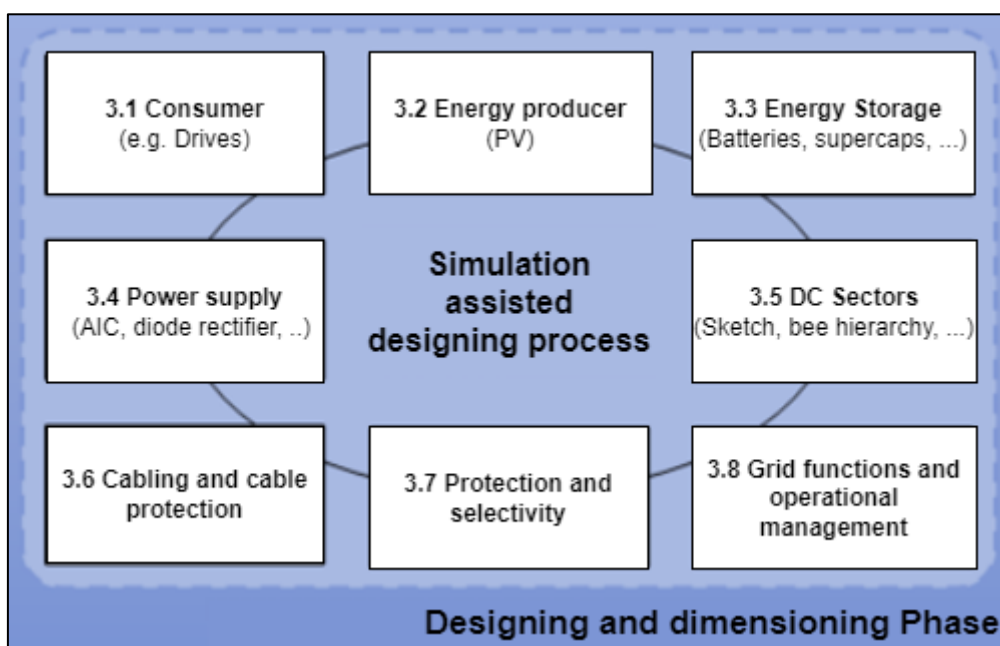 3.1 Consumer
(e.g. Drives)
3.2 Energy producer
(PV)
3.3 Energy Storage
(Batteries, supercaps, ...)
3.4 Power supply
(AIC, diode rectifier, ..)
Simulation
assisted
designing process
3.5 DC Sectors
(Sketch, bee hierarchy, ...)
3.6 Cabling and cable
protection
3.7 Protection and
selectivity
3.8 Grid functions and
operational
management
Designing and dimensioning Phase